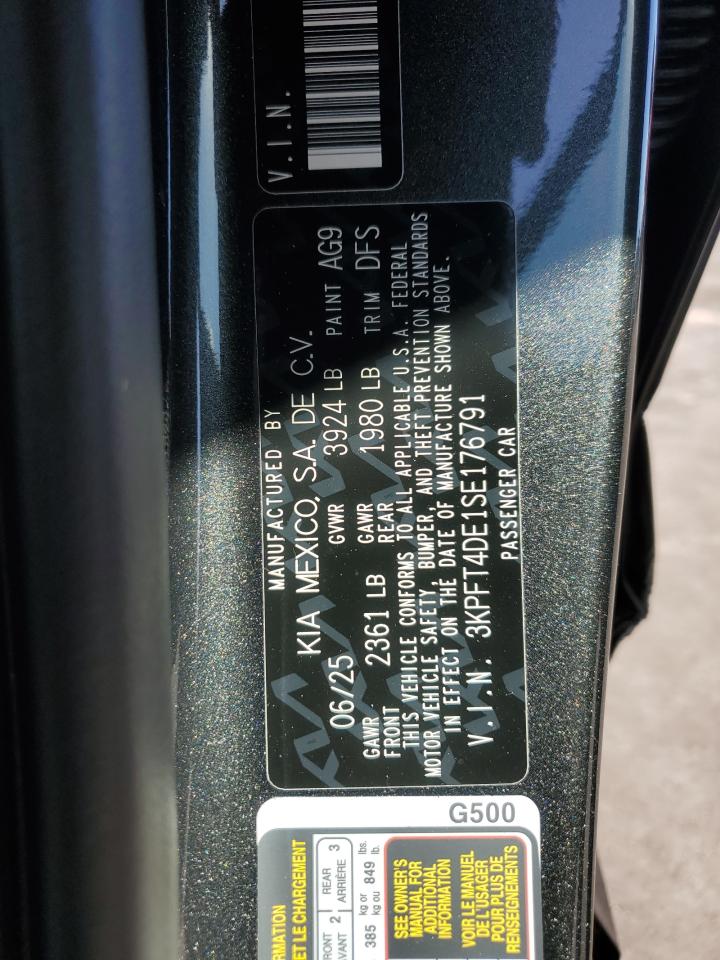 V.I.N.
MANUFACTURED BY
KIA MEXICO, S.A. DE C.V.
06/25 GVWR 3924 LB PAINT AG9
GAWR FRONT 2361 LB GAWR REAR 1980 LB TRIM DFS
THIS VEHICLE CONFORMS TO ALL APPLICABLE U.S.A. FEDERAL
MOTOR VEHICLE SAFETY, BUMPER, AND THEFT PREVENTION STANDARDS
IN EFFECT ON THE DATE OF MANUFACTURE SHOWN ABOVE.
V.I.N. 3KPFT4DE1SE176791
PASSENGER CAR
G500
RMATION
ET LE CHARGEMENT
RONT 2 REAR 3
AVANT ARRIÈRE
385 kg or 849 lbs.
kg ou lb.
SEE OWNER'S
MANUAL FOR
ADDITIONAL
INFORMATION
VOIR LE MANUEL
DE L'USAGER
POUR PLUS DE
RENSEIGNEMENTS